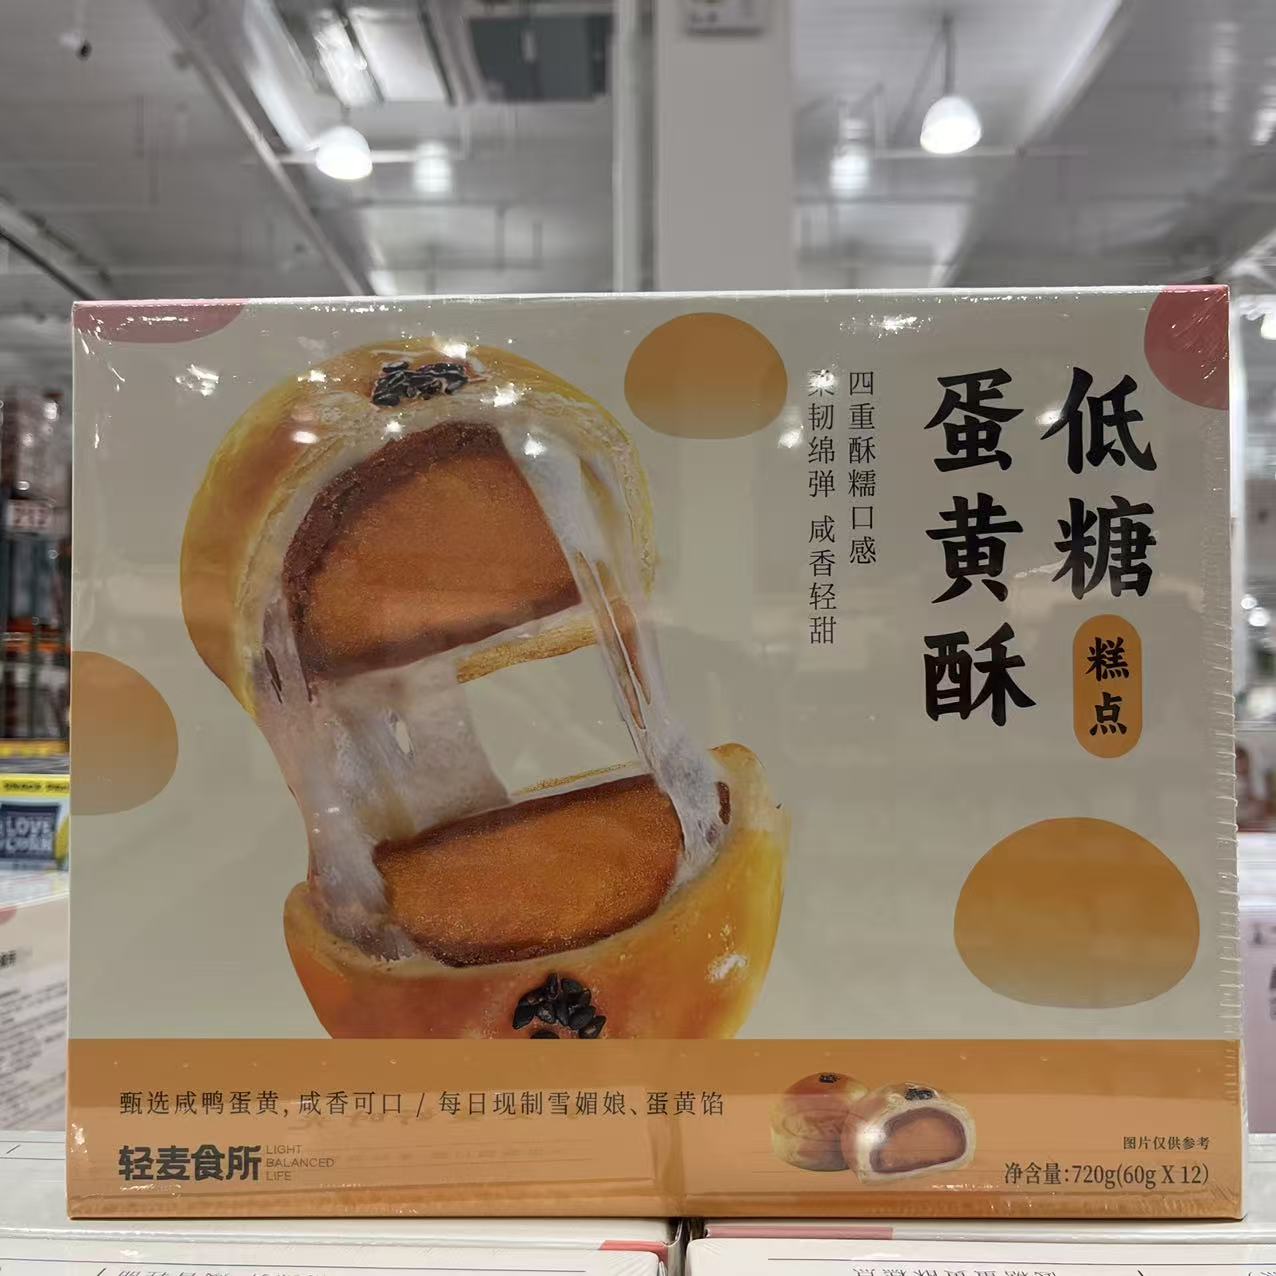 低糖
蛋黄酥
糕点
四重酥糯口感
柔韧绵弹 咸香轻甜
甄选咸鸭蛋黄,咸香可口 / 每日现制雪媚娘、蛋黄馅
轻麦食所
LIGHT
BALANCED
LIFE
图片仅供参考
净含量:720g(60g X 12)
LOVE
CORN